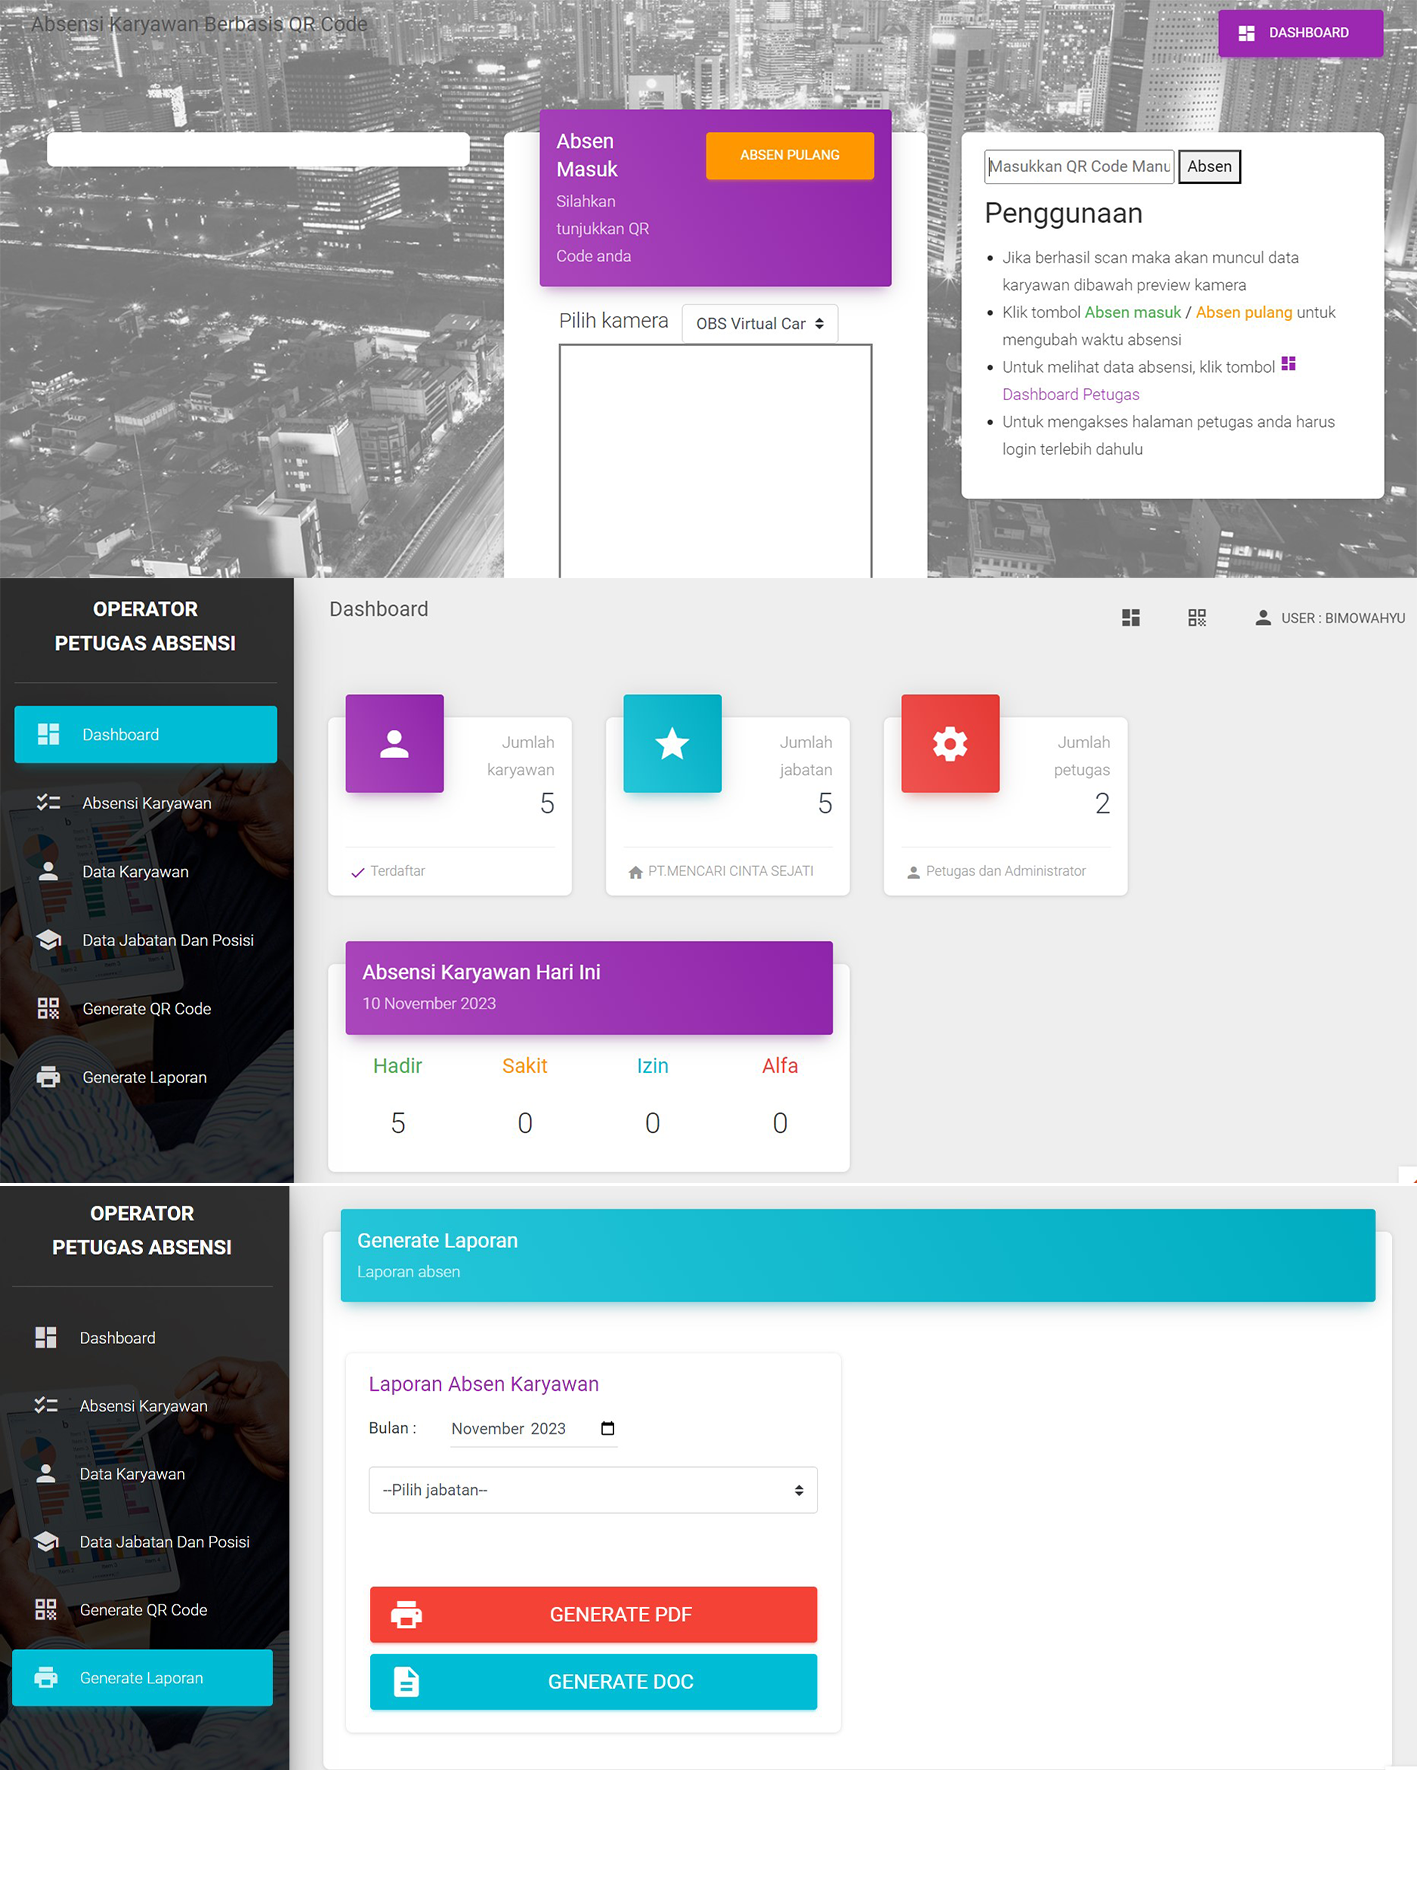 Absensi Karyawan Berbasis QR Code
DASHBOARD
Absen
Masuk
Silahkan
tunjukkan QR
Code anda
ABSEN PULANG
Pilih kamera
OBS Virtual Car
Masukkan QR Code Manu
Absen
Penggunaan
Jika berhasil scan maka akan muncul data
karyawan dibawah preview kamera
Klik tombol Absen masuk / Absen pulang untuk
mengubah waktu absensi
Untuk melihat data absensi, klik tombol
Dashboard Petugas
Untuk mengakses halaman petugas anda harus
login terlebih dahulu
OPERATOR
PETUGAS ABSENSI
Dashboard
Absensi Karyawan
Data Karyawan
Data Jabatan Dan Posisi
Generate QR Code
Generate Laporan
Dashboard
USER : BIMOWAHYU
Jumlah
karyawan
5
Terdaftar
Jumlah
jabatan
5
PT.MENCARI CINTA SEJATI
Jumlah
petugas
2
Petugas dan Administrator
Absensi Karyawan Hari Ini
10 November 2023
Hadir Sakit Izin Alfa
5 0 0 0
OPERATOR
PETUGAS ABSENSI
Dashboard
Absensi Karyawan
Data Karyawan
Data Jabatan Dan Posisi
Generate QR Code
Generate Laporan
Generate Laporan
Laporan absen
Laporan Absen Karyawan
Bulan : November 2023
--Pilih jabatan--
GENERATE PDF
GENERATE DOC